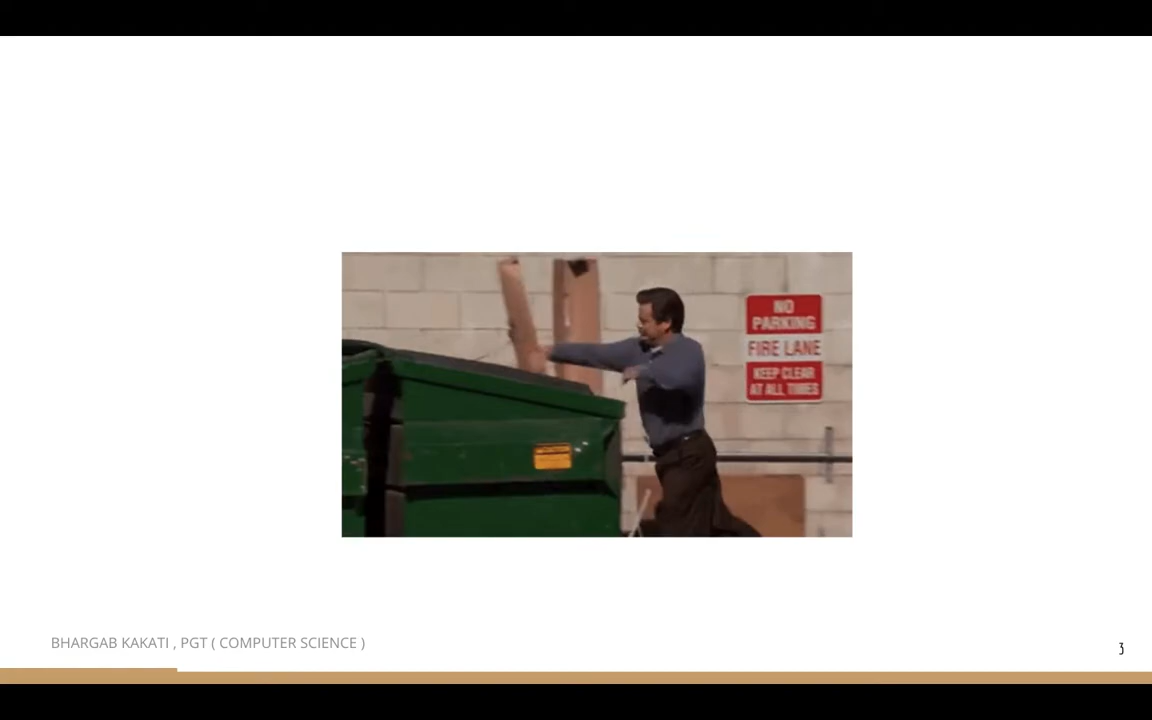 NO
PARKING
FIRE LANE
KEEP CLEAR
AT ALL TIMES
BHARGAB KAKATI , PGT ( COMPUTER SCIENCE )
3